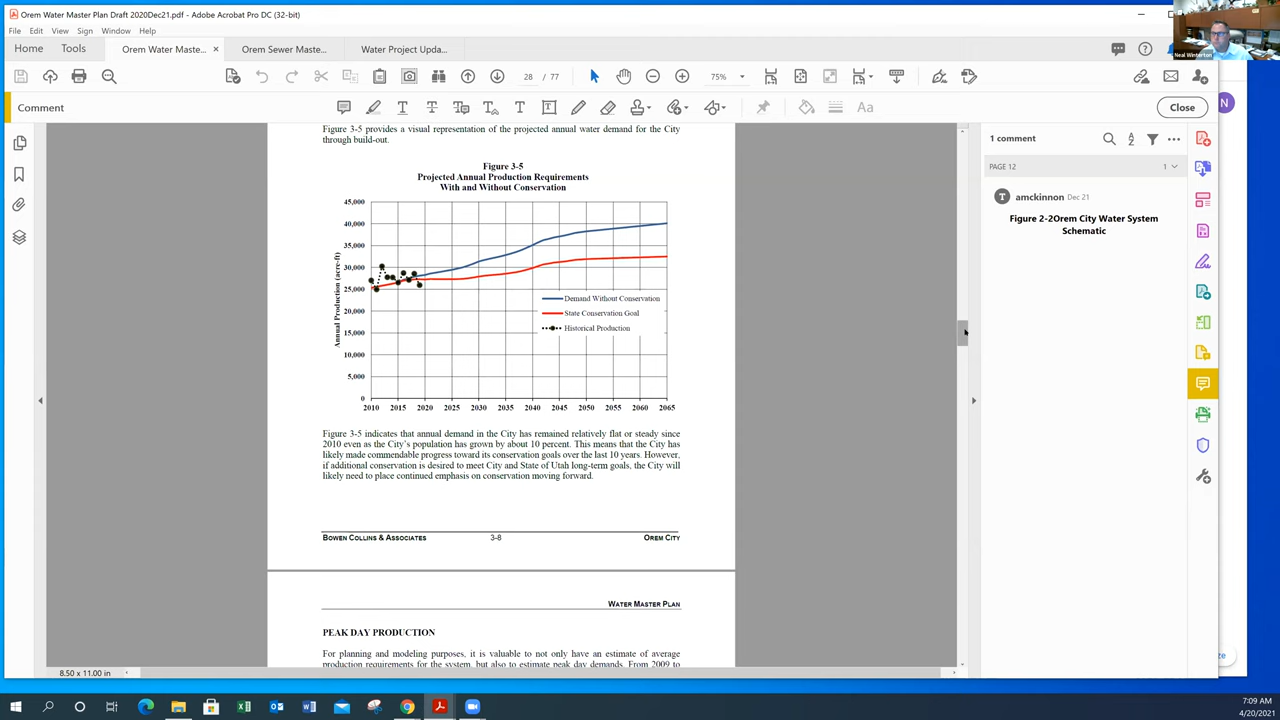 Orem Water Master Plan Draft 2020Dec21.pdf - Adobe Acrobat Pro DC (32-bit)
File Edit View Sign Window Help
Home Tools Orem Water Maste... × Orem Sewer Maste... Water Project Upda...
Neal Winterton
28 / 77 75%
Comment
Close
Figure 3-5 provides a visual representation of the projected annual water demand for the City
through build-out.
Figure 3-5
Projected Annual Production Requirements
With and Without Conservation
45,000
40,000
35,000
30,000
25,000
20,000
15,000
10,000
5,000
0
Annual Production (acre-ft)
Demand Without Conservation
State Conservation Goal
Historical Production
2010 2015 2020 2025 2030 2035 2040 2045 2050 2055 2060 2065
Figure 3-5 indicates that annual demand in the City has remained relatively flat or steady since
2010 even as the City's population has grown by about 10 percent. This means that the City has
likely made commendable progress toward its conservation goals over the last 10 years. However,
if additional conservation is desired to meet City and State of Utah long-term goals, the City will
likely need to place continued emphasis on conservation moving forward.
BOWEN COLLINS & ASSOCIATES 3-8 OREM CITY
WATER MASTER PLAN
PEAK DAY PRODUCTION
For planning and modeling purposes, it is valuable to not only have an estimate of average
production requirements for the system, but also to estimate peak day demands. From 2009 to
1 comment
PAGE 12 1
T amckinnon Dec 21
Figure 2-2Orem City Water System
Schematic
N
8.50 x 11.00 in
7:09 AM
4/20/2021